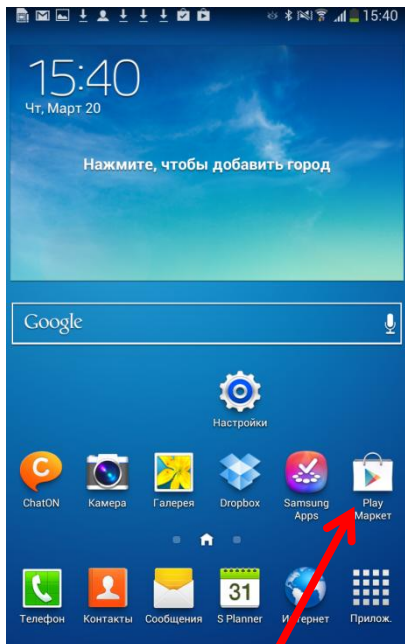 15:40
15:40
Чт, Март 20
Нажмите, чтобы добавить город
Google
Настройки
ChatON
Камера
Галерея
Dropbox
Samsung Apps
Play Маркет
31
Телефон
Контакты
Сообщения
S Planner
Интернет
Прилож.